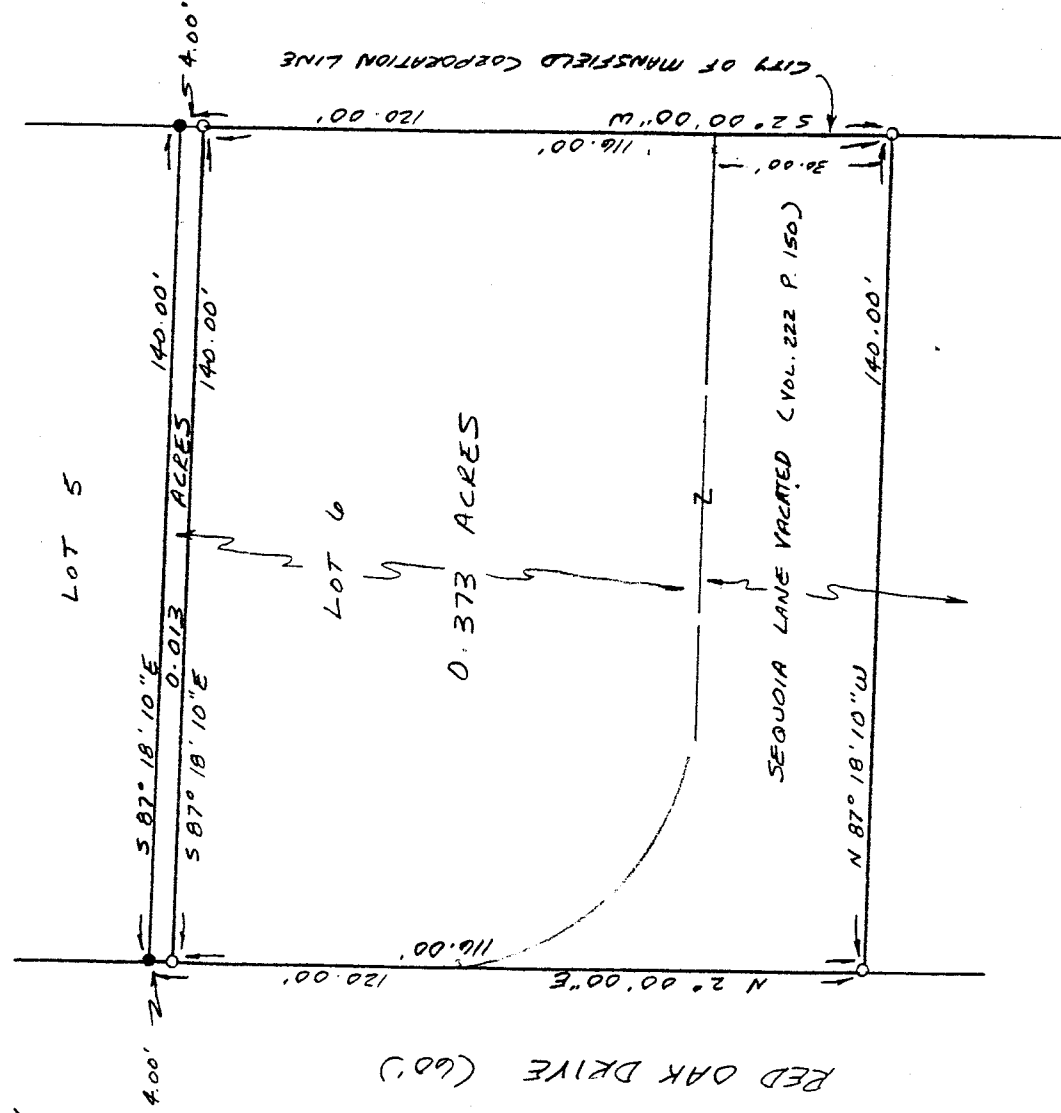 S 4.00'
CITY OF MANSFIELD CORPORATION LINE
120.00'
S 2° 00' 00" W
116.00'
30.00'
LOT 5
140.00'
S 87° 18' 10" E
0.013 ACRES
140.00'
S 87° 18' 10" E
LOT 6
0.373 ACRES
Z
SEQUOIA LANE VACATED (VOL. 222 P. 150)
140.00'
N 87° 18' 10" W
116.00'
120.00'
N 2° 00' 00" E
4.00'
RED OAK DRIVE (60')